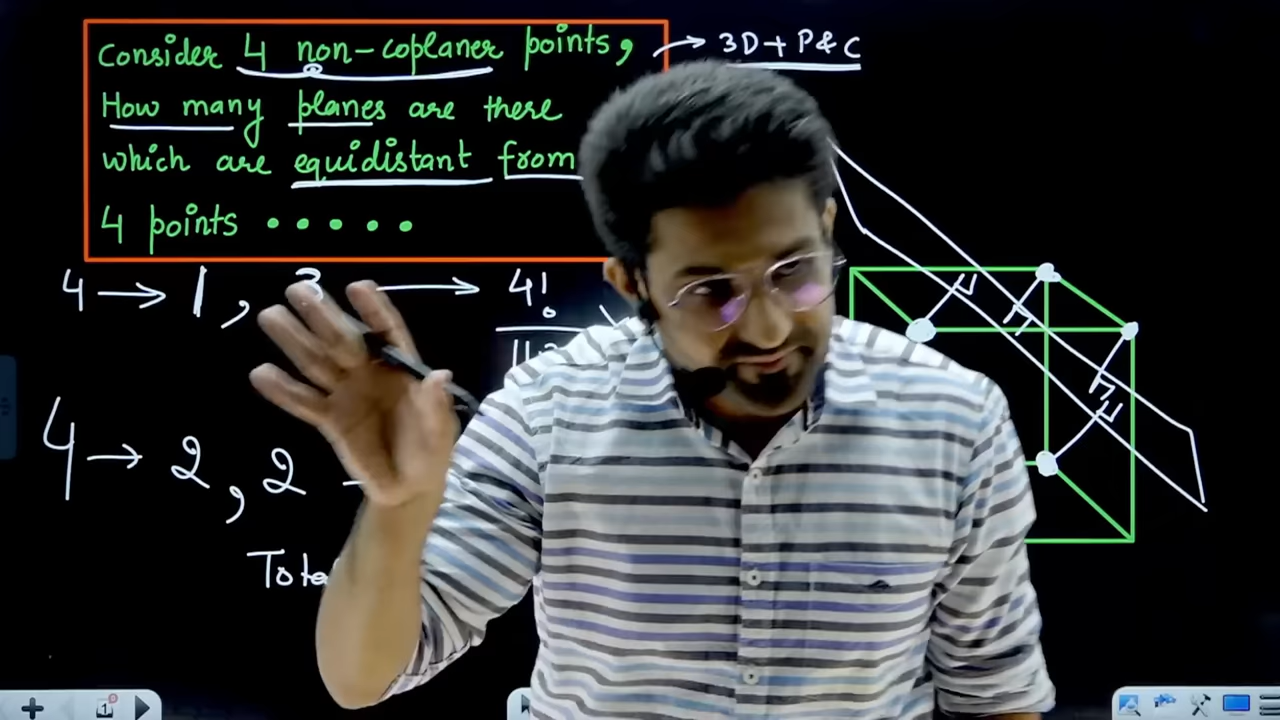 Consider 4 non-coplaner points,
→ 3D + P & C
How many planes are there
which are equidistant from
4 points • • • • •
4 → 1, 3 → 4!
4 → 2, 2
1